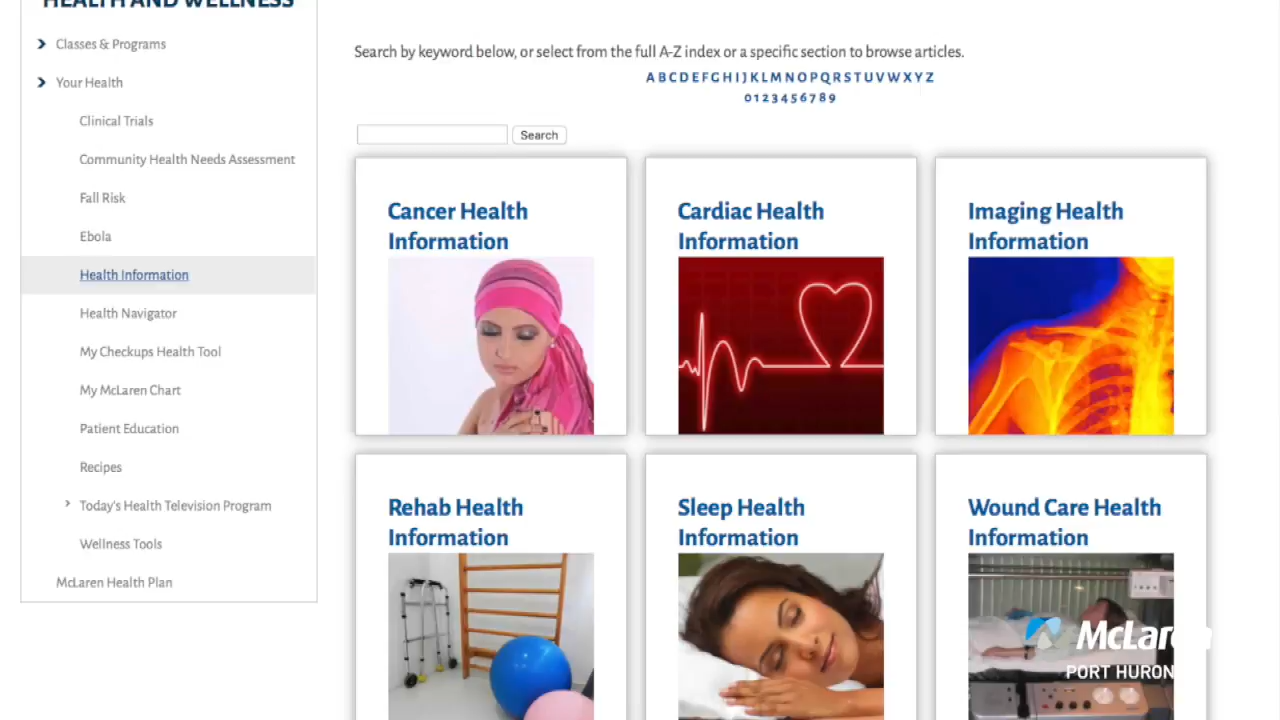 HEALTH AND WELLNESS
Classes & Programs
Your Health
Clinical Trials
Community Health Needs Assessment
Fall Risk
Ebola
Health Information
Health Navigator
My Checkups Health Tool
My McLaren Chart
Patient Education
Recipes
Today's Health Television Program
Wellness Tools
McLaren Health Plan
Search by keyword below, or select from the full A-Z index or a specific section to browse articles.
A B C D E F G H I J K L M N O P Q R S T U V W X Y Z
0 1 2 3 4 5 6 7 8 9
Search
Cancer Health
Information
Cardiac Health
Information
Imaging Health
Information
Rehab Health
Information
Sleep Health
Information
Wound Care Health
Information
McLaren
PORT HURON